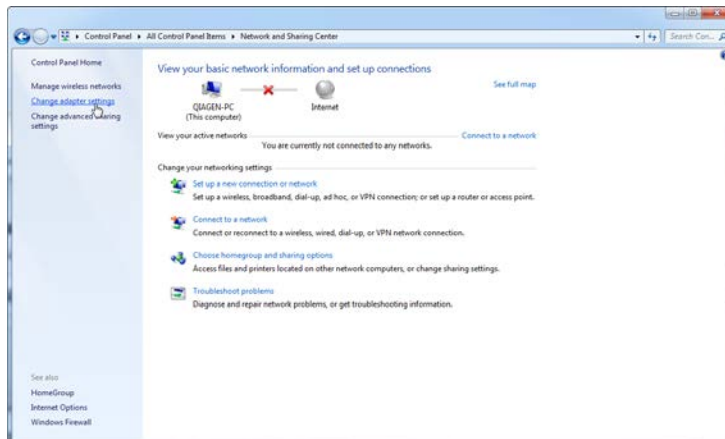 Control Panel ▸ All Control Panel Items ▸ Network and Sharing Center
Search Con...
Control Panel Home
Manage wireless networks
Change adapter settings
Change advanced sharing
settings
See also
HomeGroup
Internet Options
Windows Firewall
View your basic network information and set up connections
See full map
QIAGEN-PC
(This computer)
Internet
View your active networks
Connect to a network
You are currently not connected to any networks.
Change your networking settings
Set up a new connection or network
Set up a wireless, broadband, dial-up, ad hoc, or VPN connection; or set up a router or access point.
Connect to a network
Connect or reconnect to a wireless, wired, dial-up, or VPN network connection.
Choose homegroup and sharing options
Access files and printers located on other network computers, or change sharing settings.
Troubleshoot problems
Diagnose and repair network problems, or get troubleshooting information.